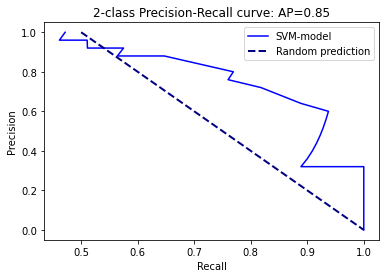 2-class Precision-Recall curve: AP=0.85
SVM-model
Random prediction
Precision
1.0
0.8
0.6
0.4
0.2
0.0
0.5 0.6 0.7 0.8 0.9 1.0
Recall